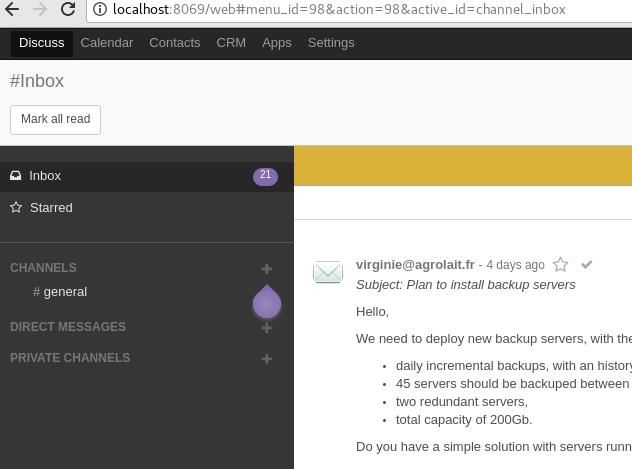 localhost:8069/web#menu_id=98&action=98&active_id=channel_inbox
Discuss Calendar Contacts CRM Apps Settings
#Inbox
Mark all read
Inbox 21
Starred
CHANNELS
# general
DIRECT MESSAGES
PRIVATE CHANNELS
virginie@agrolait.fr - 4 days ago
Subject: Plan to install backup servers
Hello,
We need to deploy new backup servers, with the
• daily incremental backups, with an history
• 45 servers should be backuped between
• two redundant servers,
• total capacity of 200Gb.
Do you have a simple solution with servers runn